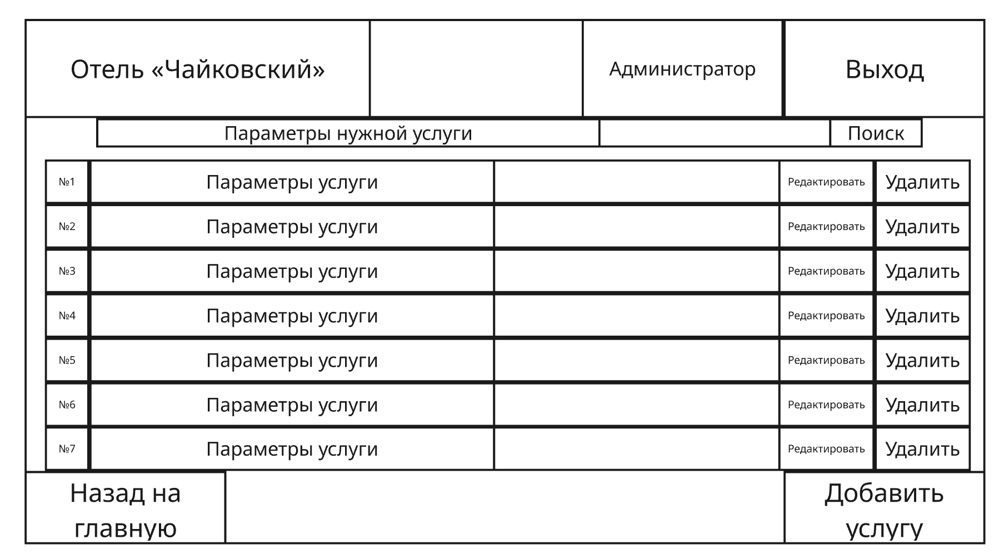 Отель «Чайковский» Администратор Выход
Параметры нужной услуги Поиск
№1 Параметры услуги Редактировать Удалить
№2 Параметры услуги Редактировать Удалить
№3 Параметры услуги Редактировать Удалить
№4 Параметры услуги Редактировать Удалить
№5 Параметры услуги Редактировать Удалить
№6 Параметры услуги Редактировать Удалить
№7 Параметры услуги Редактировать Удалить
Назад на
главную
Добавить
услугу